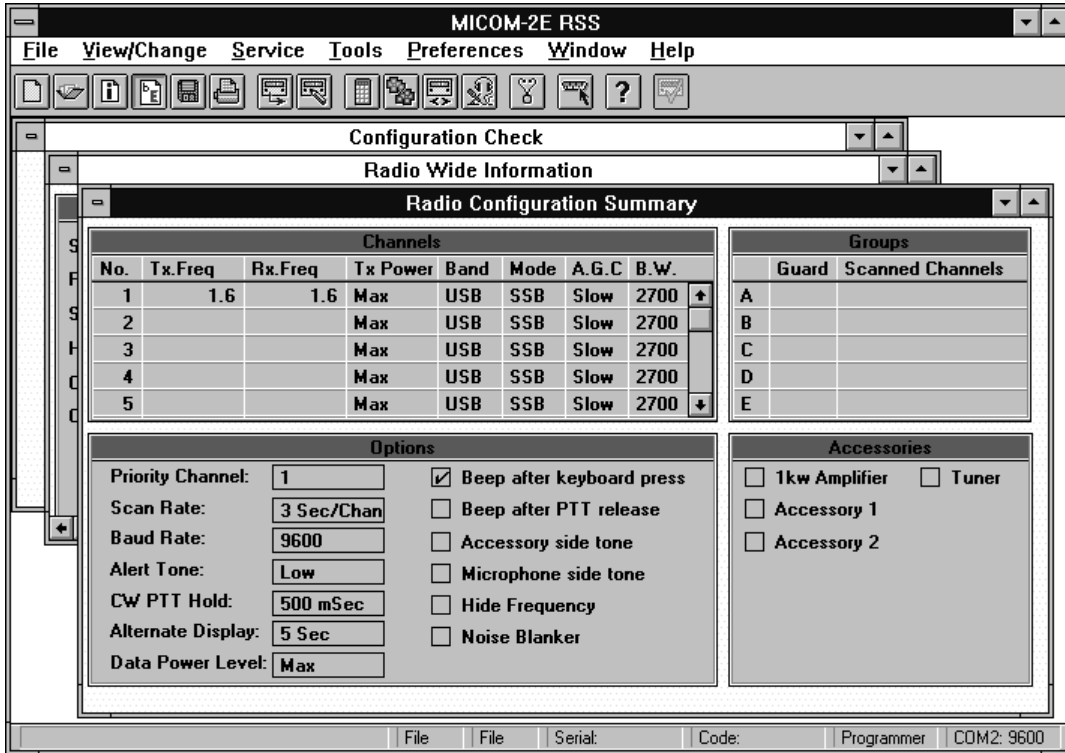 MICOM-2E RSS
File View/Change Service Tools Preferences Window Help
Configuration Check
Radio Wide Information
Radio Configuration Summary
Channels
No. Tx.Freq Rx.Freq Tx Power Band Mode A.G.C B.W.
1 1.6 1.6 Max USB SSB Slow 2700
2 Max USB SSB Slow 2700
3 Max USB SSB Slow 2700
4 Max USB SSB Slow 2700
5 Max USB SSB Slow 2700
Groups
Guard Scanned Channels
A
B
C
D
E
Options
Priority Channel: 1
Scan Rate: 3 Sec/Chan
Baud Rate: 9600
Alert Tone: Low
CW PTT Hold: 500 mSec
Alternate Display: 5 Sec
Data Power Level: Max
Beep after keyboard press
Beep after PTT release
Accessory side tone
Microphone side tone
Hide Frequency
Noise Blanker
Accessories
1kw Amplifier Tuner
Accessory 1
Accessory 2
File File Serial: Code: Programmer COM2: 9600